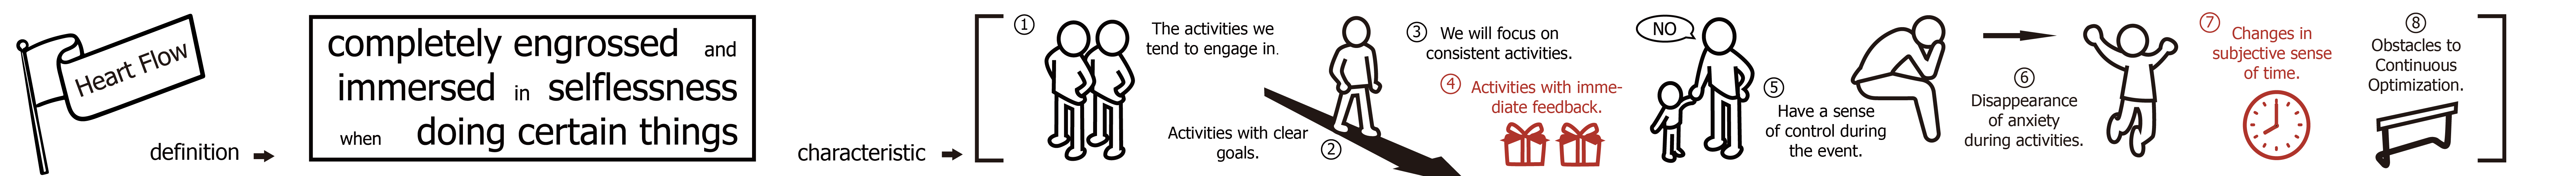 Heart Flow
definition
completely engrossed and
immersed in selflessness
when doing certain things
characteristic
①
The activities we
tend to engage in.
Activities with clear
goals.
②
③ We will focus on
consistent activities.
④ Activities with imme-
diate feedback.
NO
⑤
Have a sense
of control during
the event.
⑥
Disappearance
of anxiety
during activities.
⑦ Changes in
subjective sense
of time.
⑧
Obstacles to
Continuous
Optimization.